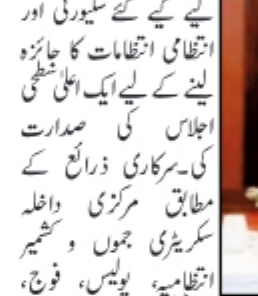 لیے کیے گئے سیکورٹی اور
انتظامی انتظامات کا جائزہ
لینے کے لیے ایک اعلیٰ سطحی
اجلاس کی صدارت
کی۔سرکاری ذرائع کے
مطابق مرکزی داخلہ
سکریٹری جموں و کشمیر
انتظامیہ، پولیس، فوج،